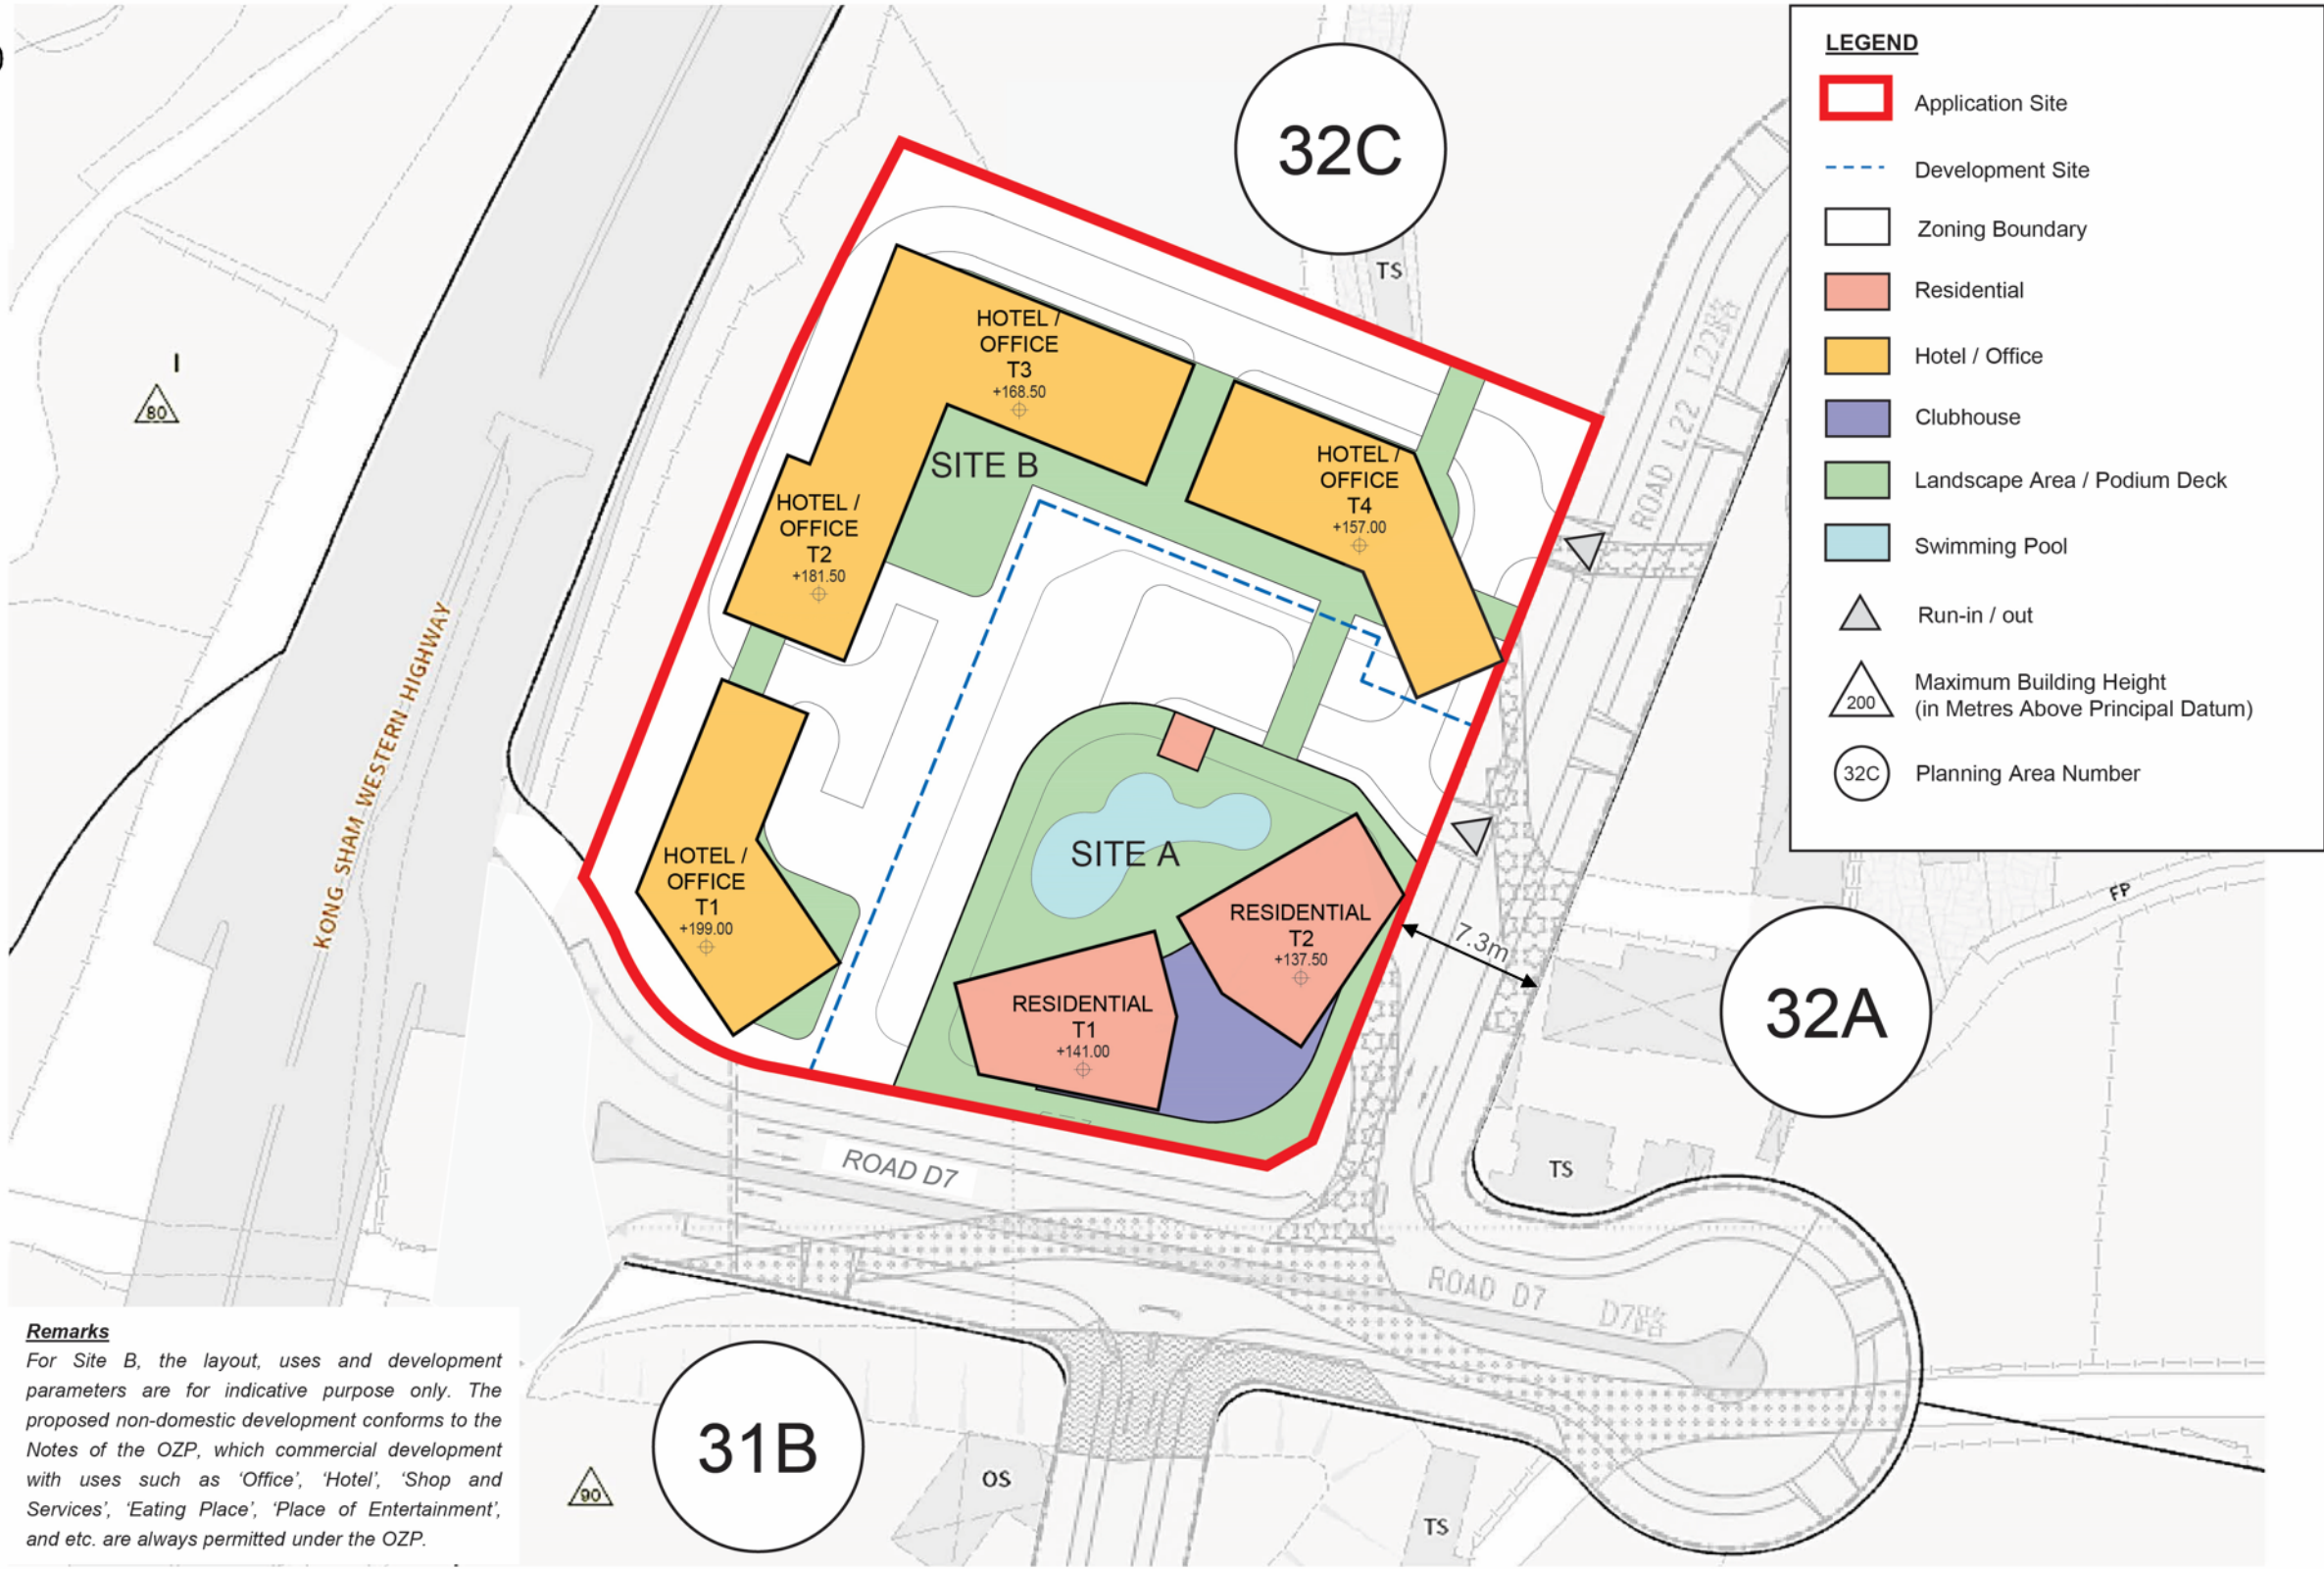 32C
TS
I
80
HOTEL /
OFFICE
T3
+168.50
SITE B
HOTEL /
OFFICE
T4
+157.00
HOTEL /
OFFICE
T2
+181.50
ROAD L22 L22路
KONG SHAM WESTERN HIGHWAY
HOTEL /
OFFICE
T1
+199.00
SITE A
RESIDENTIAL
T2
+137.50
RESIDENTIAL
T1
+141.00
7.3m
32A
FP
TS
ROAD D7
ROAD D7 D7路
31B
90
OS
TS
LEGEND
Application Site
Development Site
Zoning Boundary
Residential
Hotel / Office
Clubhouse
Landscape Area / Podium Deck
Swimming Pool
Run-in / out
200
Maximum Building Height
(in Metres Above Principal Datum)
32C
Planning Area Number
Remarks
For Site B, the layout, uses and development
parameters are for indicative purpose only. The
proposed non-domestic development conforms to the
Notes of the OZP, which commercial development
with uses such as ‘Office’, ‘Hotel’, ‘Shop and
Services’, ‘Eating Place’, ‘Place of Entertainment’,
and etc. are always permitted under the OZP.